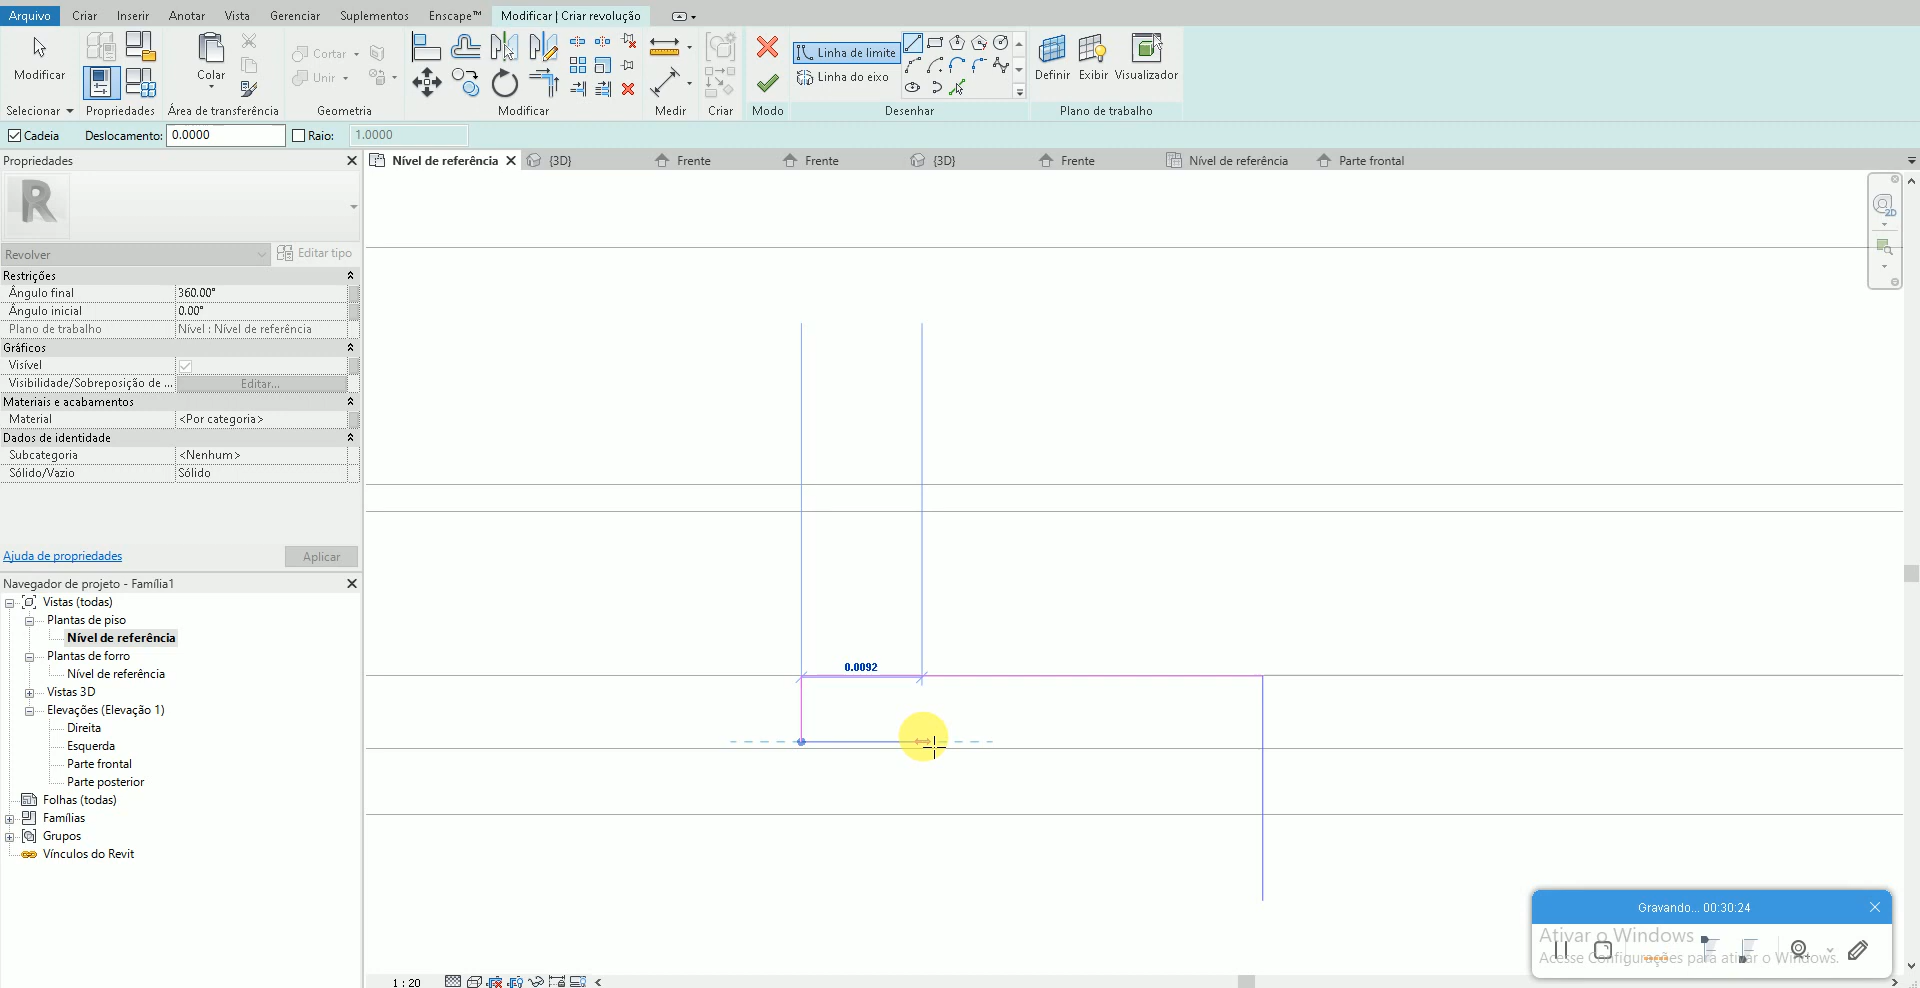 Arquivo Criar Inserir Anotar Vista Gerenciar Suplementos Enscape™ Modificar | Criar revolução
Modificar
Selecionar
Propriedades
Colar
Área de transferência
Cortar
Unir
Geometria
Modificar
Medir
Criar
Modo
Linha de limite
Linha do eixo
Desenhar
Definir Exibir Visualizador
Plano de trabalho
Cadeia Deslocamento: 0.0000 Raio: 1.0000
Propriedades
Nível de referência {3D} Frente Frente {3D} Frente Nível de referência Parte frontal
R
2D
Revolver Editar tipo
Restrições
Ângulo final 360.00°
Ângulo inicial 0.00°
Plano de trabalho Nível : Nível de referência
Gráficos
Visível
Visibilidade/Sobreposição de ... Editar...
Materiais e acabamentos
Material <Por categoria>
Dados de identidade
Subcategoria <Nenhum>
Sólido/Vazio Sólido
Ajuda de propriedades Aplicar
Navegador de projeto - Família1
Vistas (todas)
Plantas de piso
Nível de referência
Plantas de forro
Nível de referência
Vistas 3D
Elevações (Elevação 1)
Direita
Esquerda
Parte frontal
Parte posterior
Folhas (todas)
Famílias
Grupos
Vínculos do Revit
0.0092
Gravando... 00:30:24
Ativar o Windows
Acesse Configurações para ativar o Windows.
1 : 20